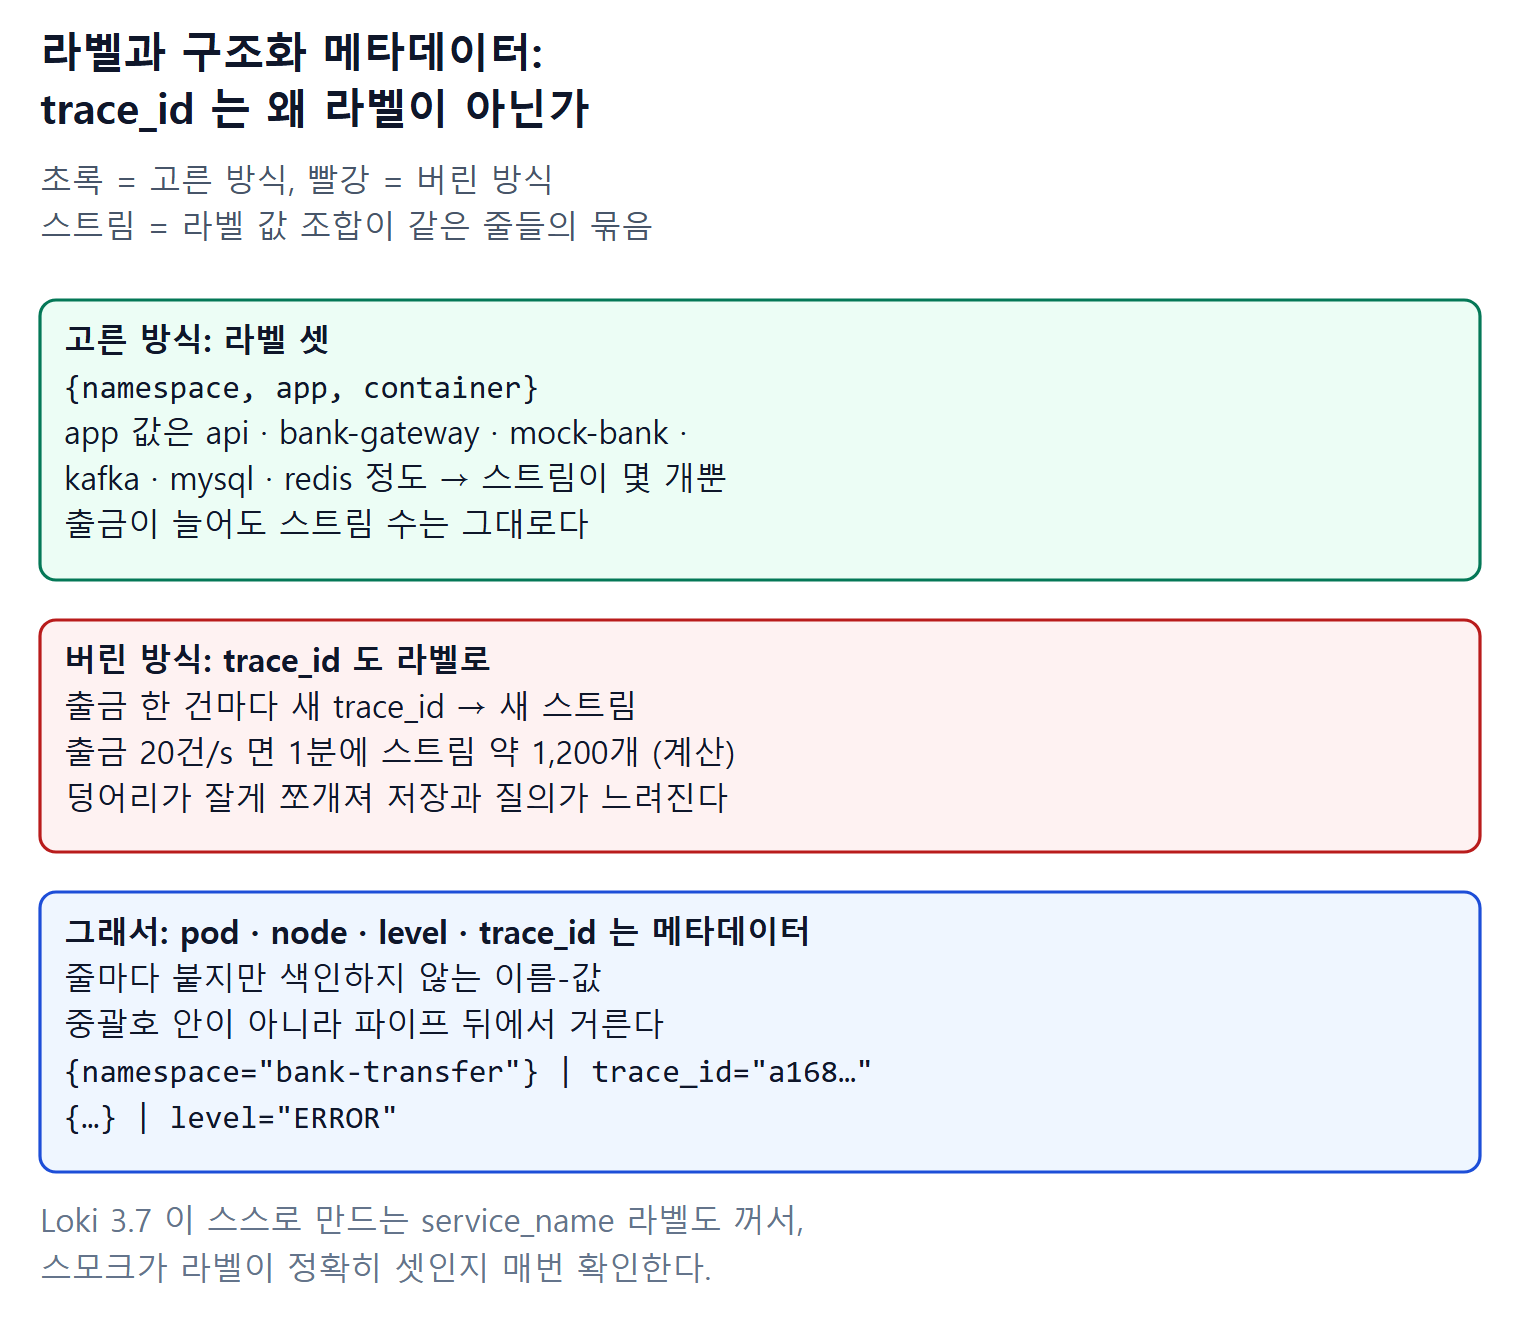 라벨과 구조화 메타데이터:
trace_id 는 왜 라벨이 아닌가
초록 = 고른 방식, 빨강 = 버린 방식
스트림 = 라벨 값 조합이 같은 줄들의 묶음
고른 방식: 라벨 셋
{namespace, app, container}
app 값은 api · bank-gateway · mock-bank ·
kafka · mysql · redis 정도 → 스트림이 몇 개뿐
출금이 늘어도 스트림 수는 그대로다
버린 방식: trace_id 도 라벨로
출금 한 건마다 새 trace_id → 새 스트림
출금 20건/s 면 1분에 스트림 약 1,200개 (계산)
덩어리가 잘게 쪼개져 저장과 질의가 느려진다
그래서: pod · node · level · trace_id 는 메타데이터
줄마다 붙지만 색인하지 않는 이름-값
중괄호 안이 아니라 파이프 뒤에서 거른다
{namespace="bank-transfer"} | trace_id="a168…"
{…} | level="ERROR"
Loki 3.7 이 스스로 만드는 service_name 라벨도 꺼서,
스모크가 라벨이 정확히 셋인지 매번 확인한다.